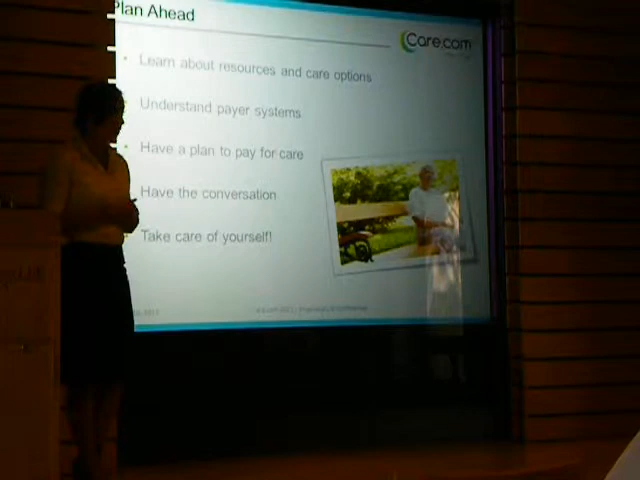 Plan Ahead
Care.com
Learn about resources and care options
Understand payer systems
Have a plan to pay for care
Have the conversation
Take care of yourself!